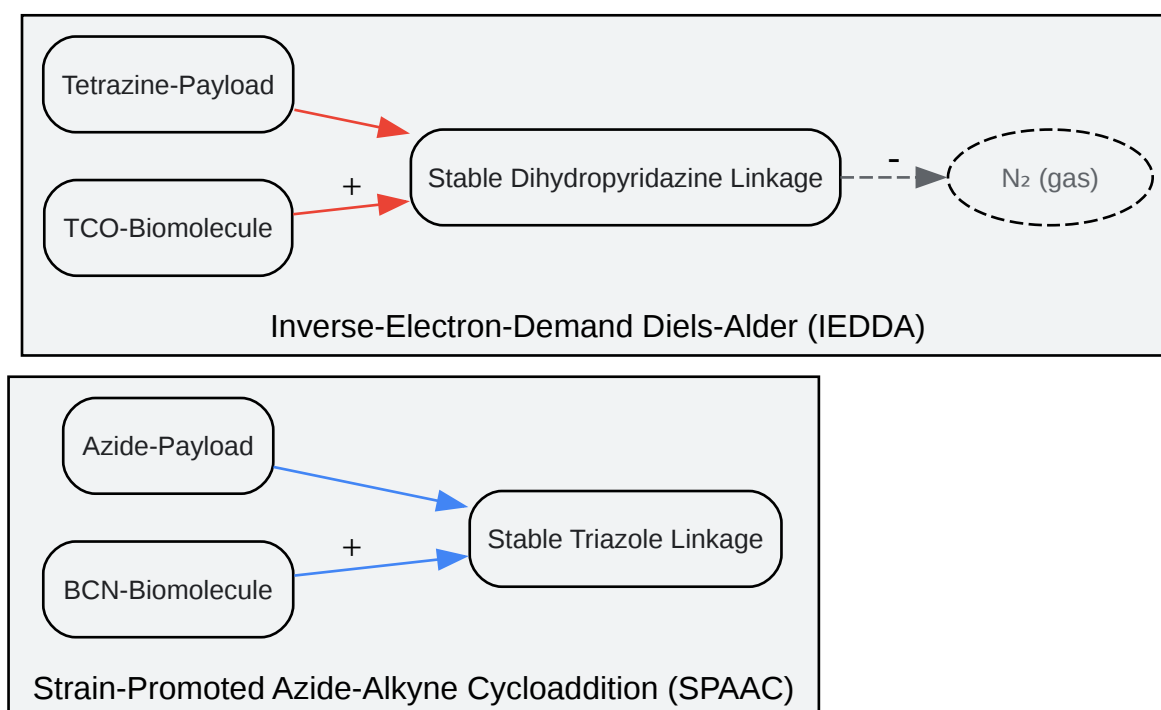 Tetrazine-Payload
+
TCO-Biomolecule
Stable Dihydropyridazine Linkage
-
N₂ (gas)
Inverse-Electron-Demand Diels-Alder (IEDDA)
Azide-Payload
+
BCN-Biomolecule
Stable Triazole Linkage
Strain-Promoted Azide-Alkyne Cycloaddition (SPAAC)